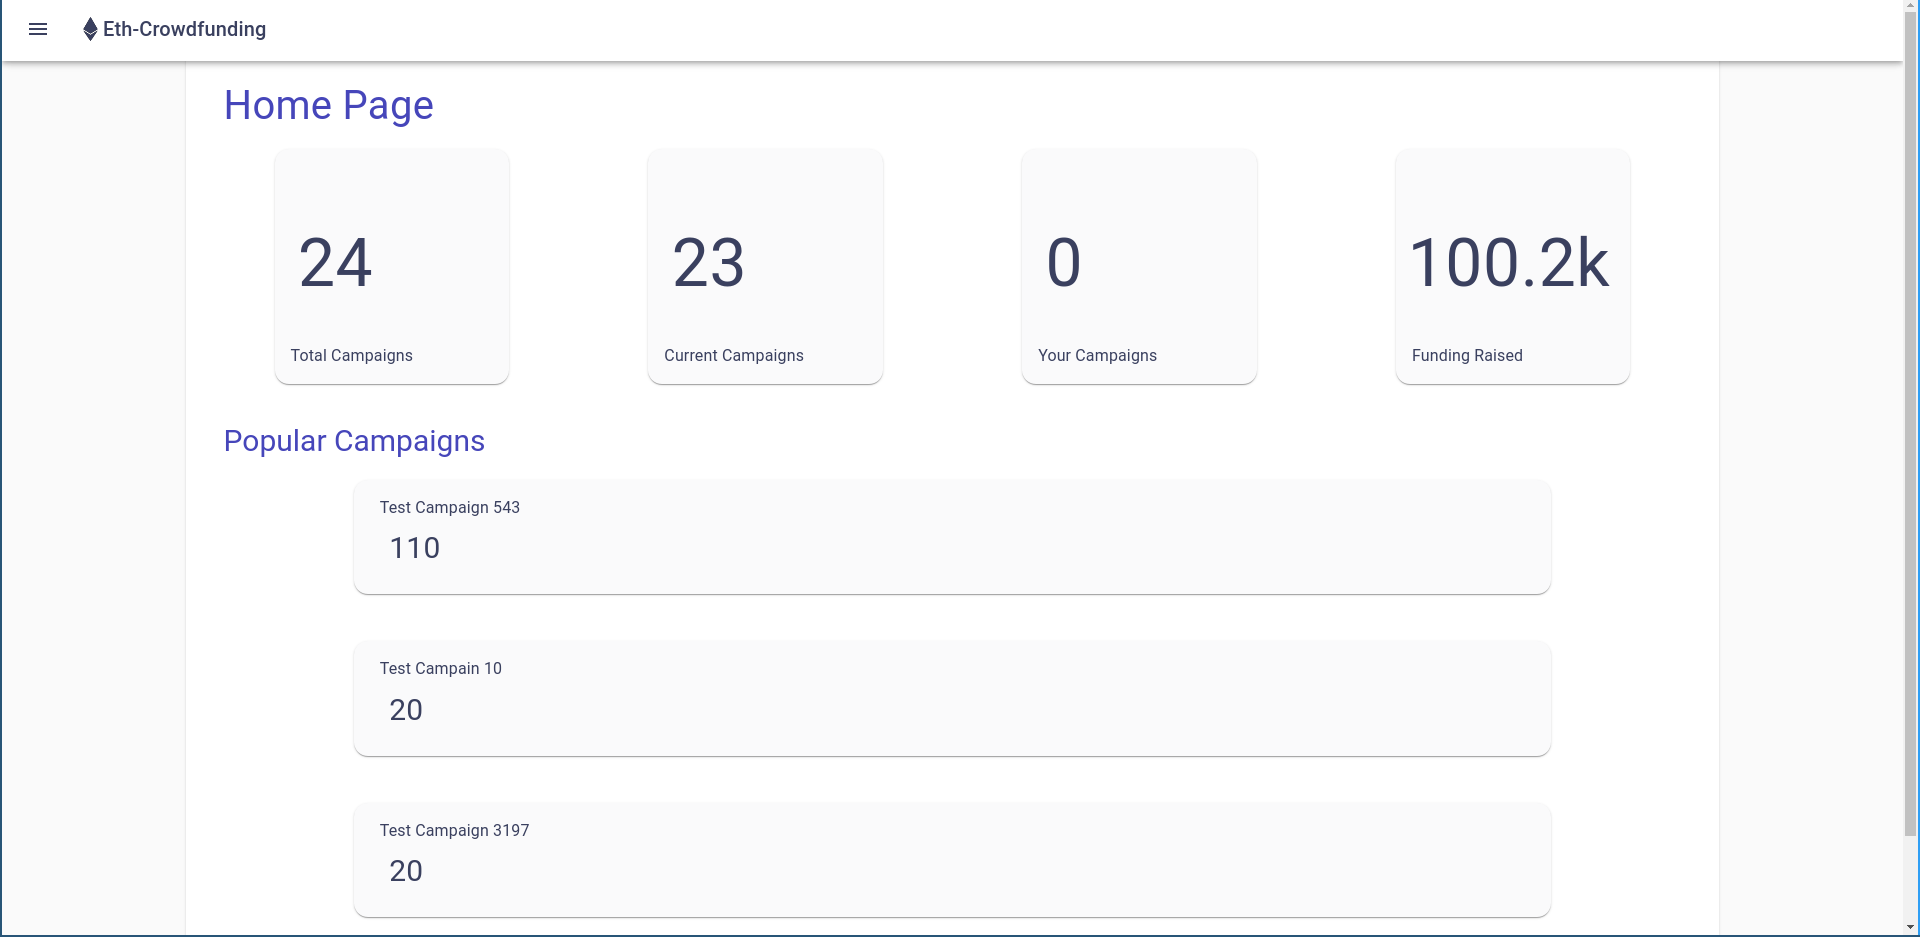 Eth-Crowdfunding
Home Page
24
Total Campaigns
23
Current Campaigns
0
Your Campaigns
100.2k
Funding Raised
Popular Campaigns
Test Campaign 543
110
Test Campain 10
20
Test Campaign 3197
20